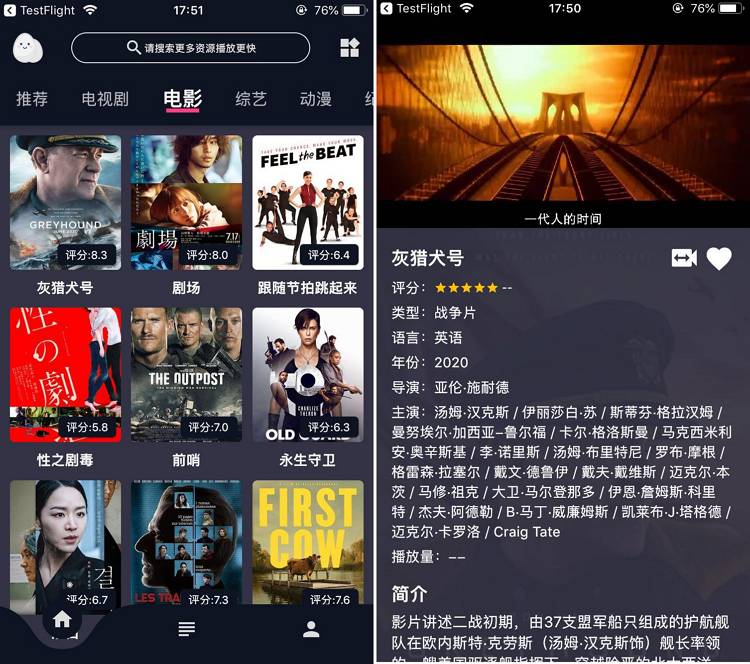 TestFlight
17:51
76%
请搜索更多资源播放更快
推荐
电视剧
电影
综艺
动漫
GREYHOUND
評分:8.3
劇場
7.17
评分:8.0
FEEL the BEAT
评分:6.4
灰猎犬号
剧场
跟随节拍跳起来
性の劇
评分:5.8
THE OUTPOST
评分:7.0
CHARLIZE THERON
OLD GUARD
评分:6.3
性之剧毒
前哨
永生守卫
결
评分:6.7
LES TRA
评分:7.3
FIRST
COW
评分:7.6
TestFlight
17:50
76%
一代人的时间
灰猎犬号
评分：★★★★★ --
类型：战争片
语言：英语
年份：2020
导演：亚伦·施耐德
主演：汤姆·汉克斯 / 伊丽莎白·苏 / 斯蒂芬·格拉汉姆 /
曼努埃尔·加西亚–鲁尔福 / 卡尔·格洛斯曼 / 马克西米利
安·奥辛斯基 / 李·诺里斯 / 汤姆·布里特尼 / 罗布·摩根 /
格雷森·拉塞尔 / 戴文·德鲁伊 / 戴夫·戴维斯 / 迈克尔·本
茨 / 马修·祖克 / 大卫·马尔登那多 / 伊恩·詹姆斯·科里
特 / 杰夫·阿德勒 / B·马丁·威廉姆斯 / 凯莱布·J·塔格德 /
迈克尔·卡罗洛 / Craig Tate
播放量：——
简介
影片讲述二战初期，由37支盟军船只组成的护航舰
队在欧内斯特·克劳斯（汤姆·汉克斯饰）舰长率领